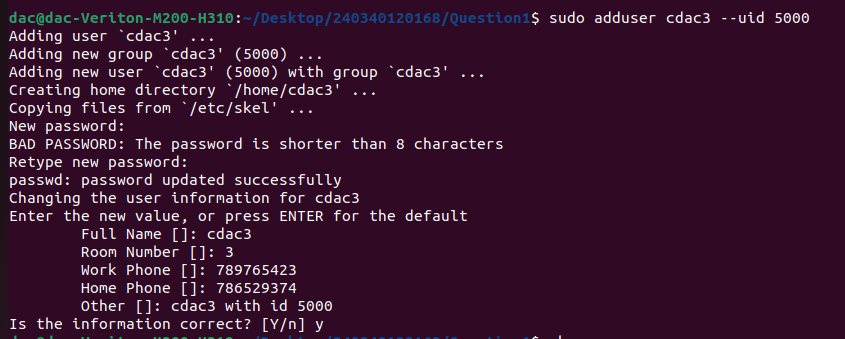 dac@dac-Veriton-M200-H310:~/Desktop/240340120168/Question1$ sudo adduser cdac3 --uid 5000
Adding user `cdac3' ...
Adding new group `cdac3' (5000) ...
Adding new user `cdac3' (5000) with group `cdac3' ...
Creating home directory `/home/cdac3' ...
Copying files from `/etc/skel' ...
New password:
BAD PASSWORD: The password is shorter than 8 characters
Retype new password:
passwd: password updated successfully
Changing the user information for cdac3
Enter the new value, or press ENTER for the default
Full Name []: cdac3
Room Number []: 3
Work Phone []: 789765423
Home Phone []: 786529374
Other []: cdac3 with id 5000
Is the information correct? [Y/n] y